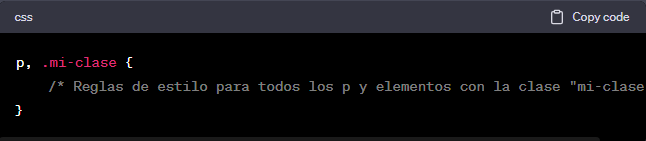 css Copy code
p, .mi-clase {
/* Reglas de estilo para todos los p y elementos con la clase "mi-clase
}